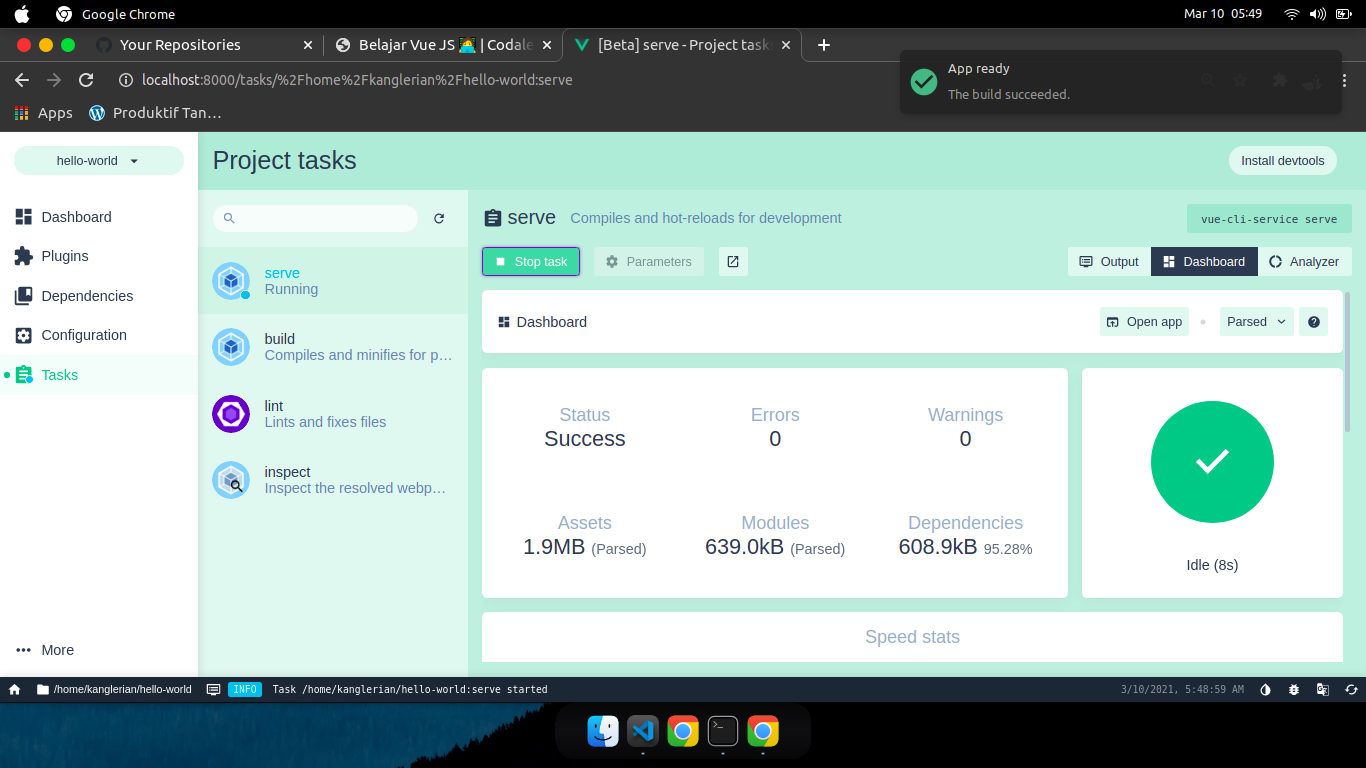 Google Chrome
Mar 10 05:49
Your Repositories
Belajar Vue JS 🧑‍💻 | Codale
[Beta] serve - Project task
localhost:8000/tasks/%2Fhome%2Fkanglerian%2Fhello-world:serve
App ready
The build succeeded.
Apps
Produktif Tan…
hello-world
Project tasks
Install devtools
Dashboard
Plugins
Dependencies
Configuration
Tasks
More
serve
Running
build
Compiles and minifies for p…
lint
Lints and fixes files
inspect
Inspect the resolved webp…
serve
Compiles and hot-reloads for development
vue-cli-service serve
Stop task
Parameters
Output
Dashboard
Analyzer
Dashboard
Open app
Parsed
Status
Success
Errors
0
Warnings
0
Assets
1.9MB (Parsed)
Modules
639.0kB (Parsed)
Dependencies
608.9kB 95.28%
Idle (8s)
Speed stats
/home/kanglerian/hello-world
INFO
Task /home/kanglerian/hello-world:serve started
3/10/2021, 5:48:59 AM